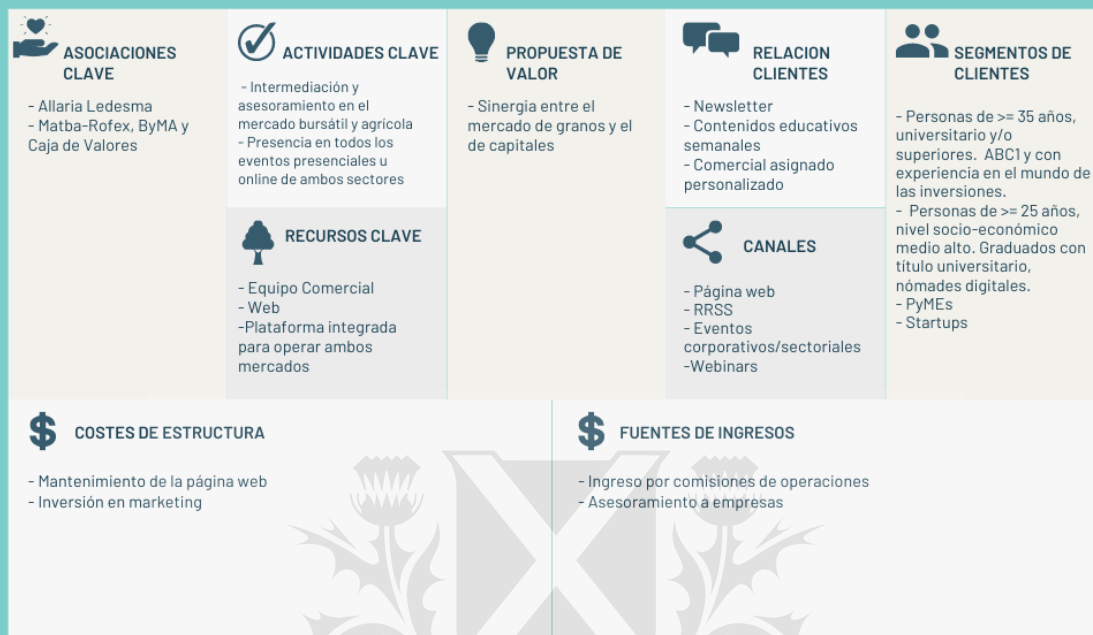 ASOCIACIONES
CLAVE
- Allaria Ledesma
- Matba-Rofex, ByMA y
Caja de Valores
ACTIVIDADES CLAVE
- Intermediación y
asesoramiento en el
mercado bursátil y agrícola
- Presencia en todos los
eventos presenciales u
online de ambos sectores
RECURSOS CLAVE
- Equipo Comercial
- Web
-Plataforma integrada
para operar ambos
mercados
PROPUESTA DE
VALOR
- Sinergia entre el
mercado de granos y el
de capitales
RELACION
CLIENTES
- Newsletter
- Contenidos educativos
semanales
- Comercial asignado
personalizado
CANALES
- Página web
- RRSS
- Eventos
corporativos/sectoriales
-Webinars
SEGMENTOS DE
CLIENTES
- Personas de >= 35 años,
universitario y/o
superiores. ABC1 y con
experiencia en el mundo de
las inversiones.
- Personas de >= 25 años,
nivel socio-económico
medio alto. Graduados con
título universitario,
nómades digitales.
- PyMEs
- Startups
COSTES DE ESTRUCTURA
- Mantenimiento de la página web
- Inversión en marketing
FUENTES DE INGRESOS
- Ingreso por comisiones de operaciones
- Asesoramiento a empresas